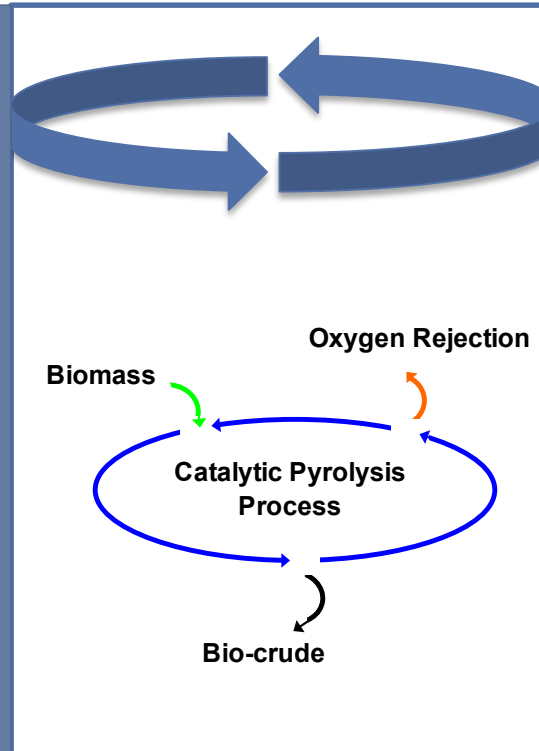 Oxygen Rejection
Biomass
Catalytic Pyrolysis
Process
Bio-crude